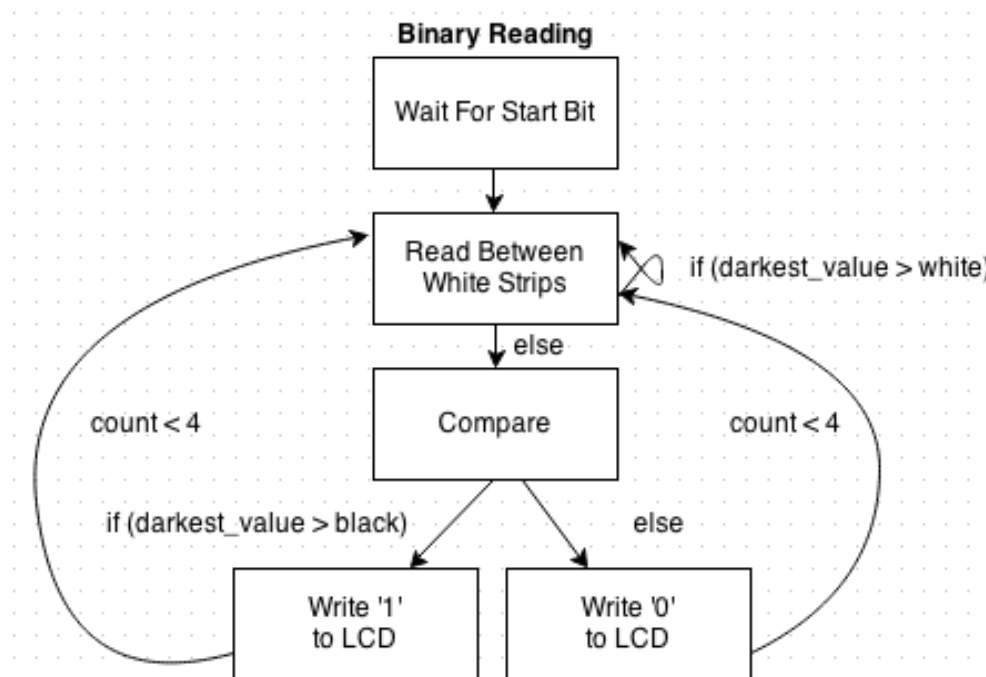 Binary Reading
Wait For Start Bit
Read Between
White Strips
if (darkest_value > white)
else
Compare
count < 4
count < 4
if (darkest_value > black)
else
Write '1'
to LCD
Write '0'
to LCD